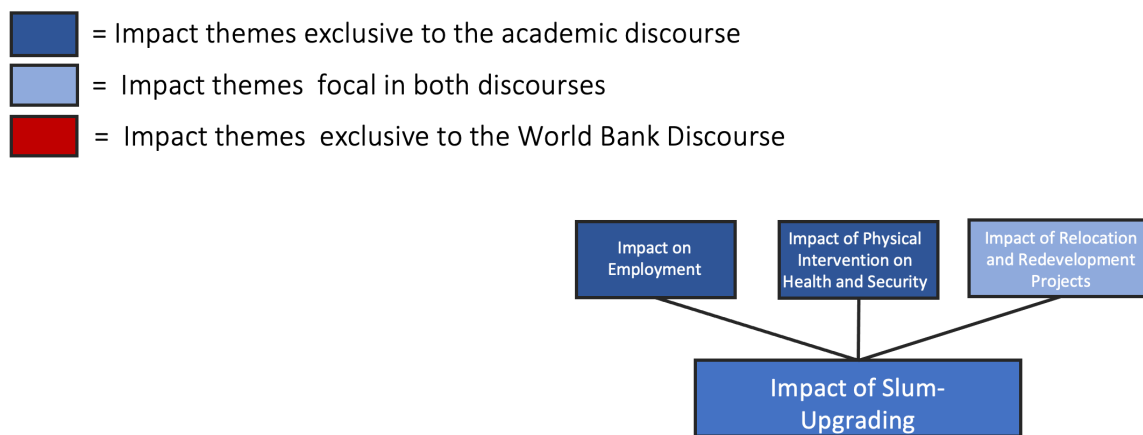 = Impact themes exclusive to the academic discourse
= Impact themes focal in both discourses
= Impact themes exclusive to the World Bank Discourse
Impact on
Employment
Impact of Physical
Intervention on
Health and Security
Impact of Relocation
and Redevelopment
Projects
Impact of Slum-
Upgrading